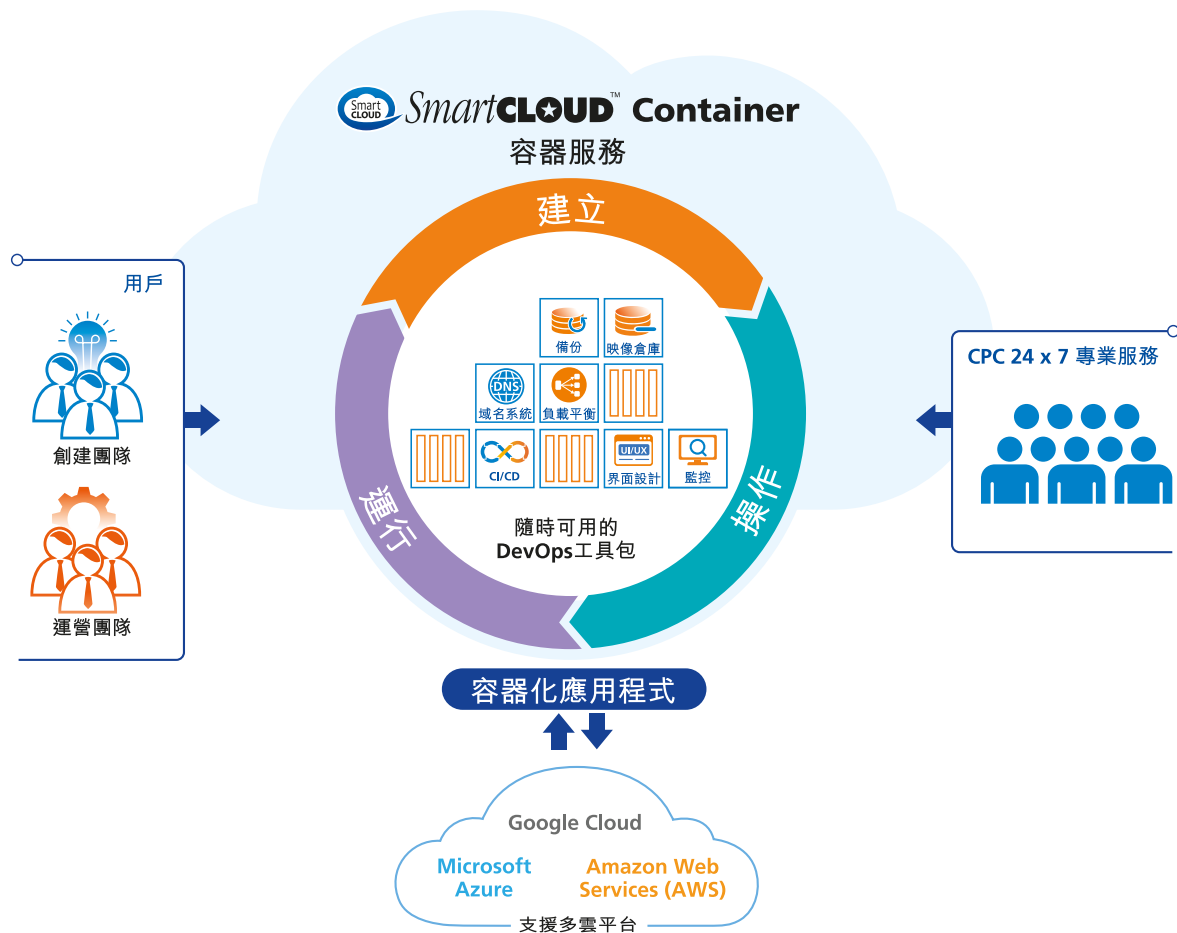 Smart
CLOUD
SmartCLOUD™ Container
容器服務
建立
操作
運行
備份
映像倉庫
DNS
域名系統
負載平衡
CI/CD
UI/UX
界面設計
監控
隨時可用的
DevOps工具包
用戶
創建團隊
運營團隊
CPC 24 x 7 專業服務
容器化應用程式
Google Cloud
Microsoft
Azure
Amazon Web
Services (AWS)
支援多雲平台